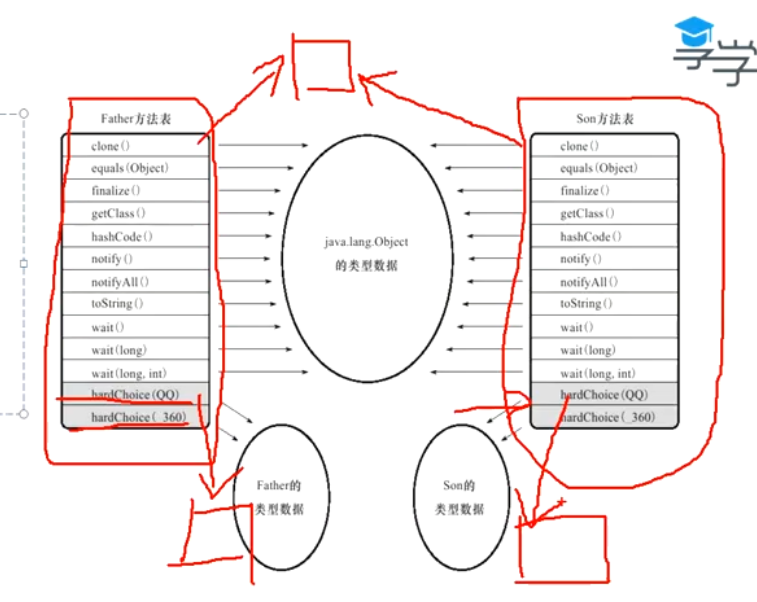 Father方法表
clone()
equals(Object)
finalize()
getClass()
hashCode()
notify()
notifyAll()
toString()
wait()
wait(long)
wait(long, int)
hardChoice(QQ)
hardChoice(_360)
java.lang.Object
的类型数据
Son方法表
clone()
equals(Object)
finalize()
getClass()
hashCode()
notify()
notifyAll()
toString()
wait()
wait(long)
wait(long, int)
hardChoice(QQ)
hardChoice(_360)
Father的
类型数据
Son的
类型数据